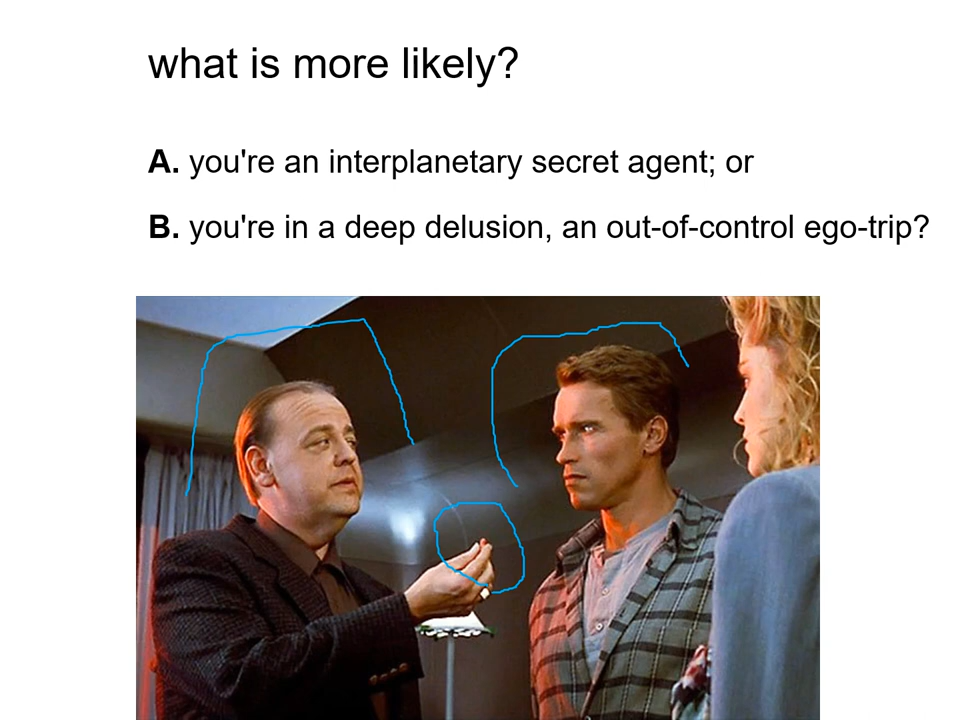 what is more likely?
A. you're an interplanetary secret agent; or
B. you're in a deep delusion, an out-of-control ego-trip?